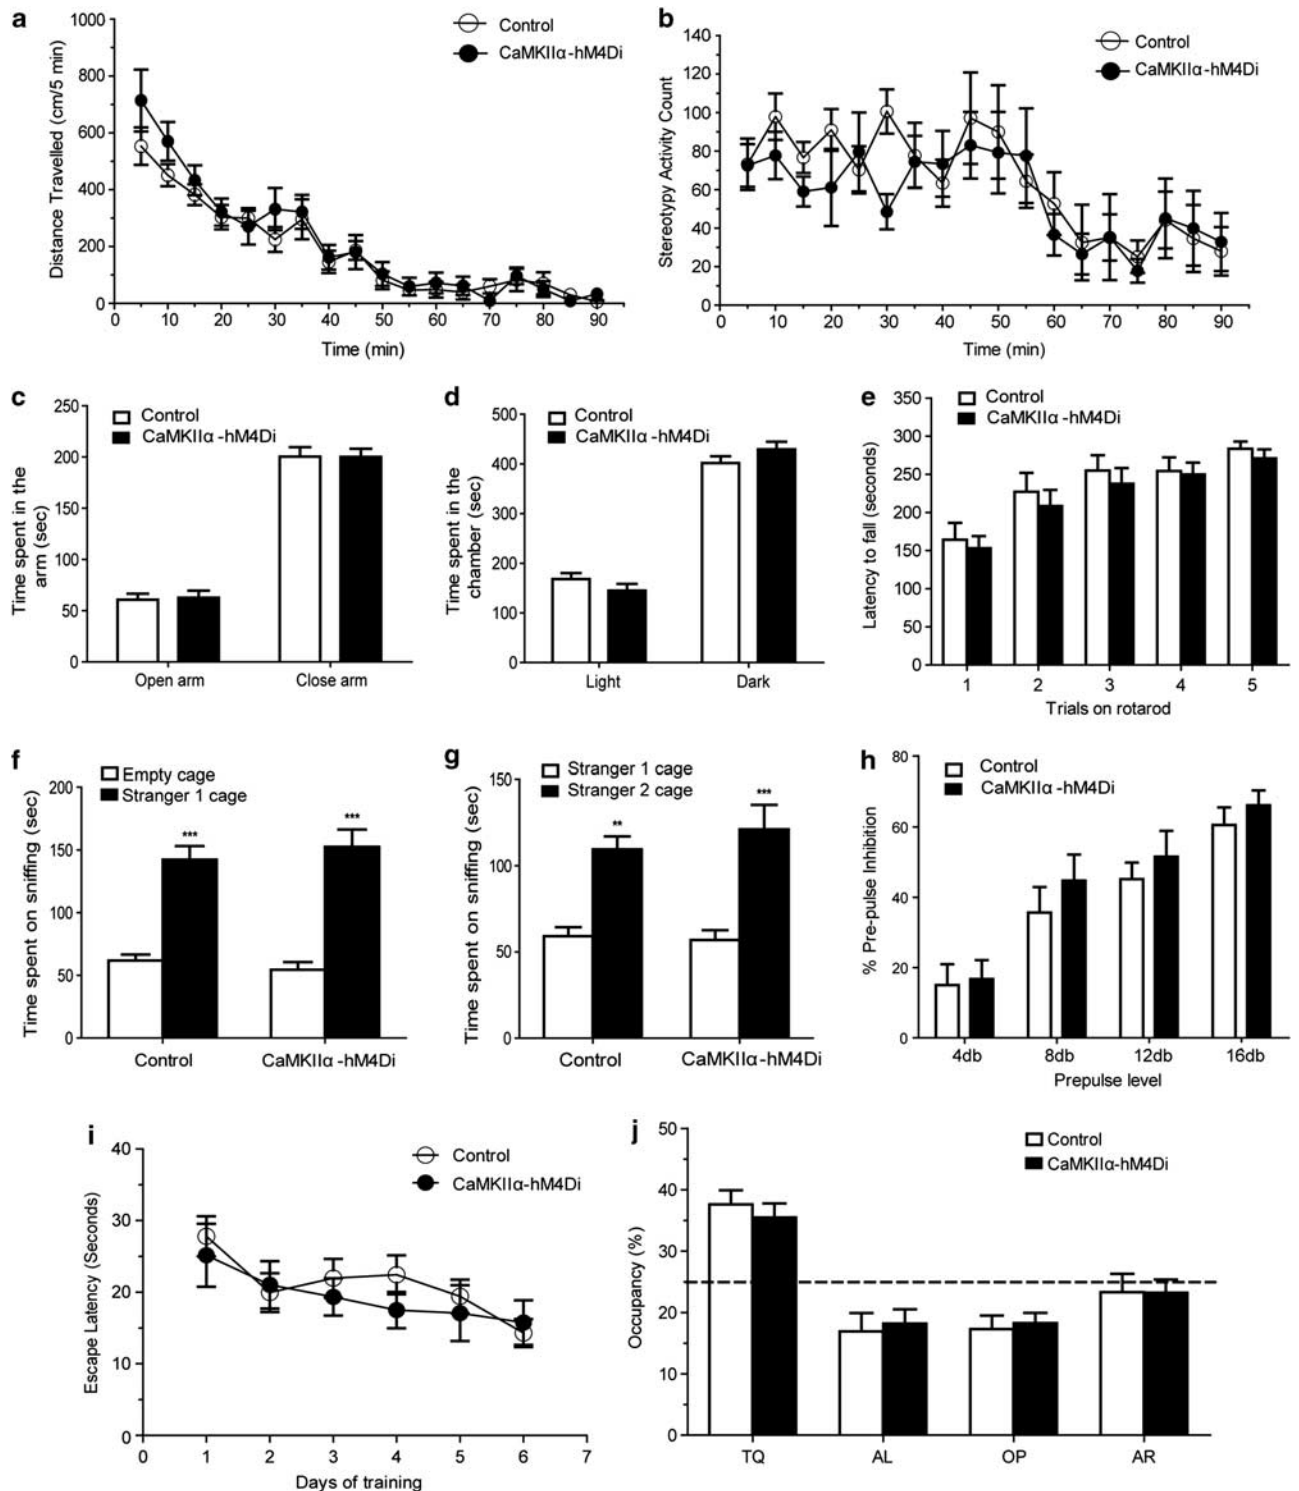 a
1000
800
600
400
200
0
0 10 20 30 40 50 60 70 80 90
Distance Travelled (cm/5 min)
Time (min)
Control
CaMKIIα-hM4Di
b
140
120
100
80
60
40
20
0
0 10 20 30 40 50 60 70 80 90
Stereotypy Activity Count
Time (min)
Control
CaMKIIα-hM4Di
c
250
200
150
100
50
0
Time spent in the
arm (sec)
Control
CaMKIIα-hM4Di
Open arm Close arm
d
500
400
300
200
100
0
Time spent in the
chamber (sec)
Control
CaMKIIα-hM4Di
Light Dark
e
350
300
250
200
150
100
50
0
Latency to fall (seconds)
Control
CaMKIIα-hM4Di
1 2 3 4 5
Trials on rotarod
f
200
150
100
50
0
Time spent on sniffing (sec)
Empty cage
Stranger 1 cage
*** ***
Control CaMKIIα-hM4Di
g
150
100
50
0
Time spent on sniffing (sec)
Stranger 1 cage
Stranger 2 cage
** ***
Control CaMKIIα-hM4Di
h
80
60
40
20
0
% Pre-pulse Inhibition
Control
CaMKIIα-hM4Di
4db 8db 12db 16db
Prepulse level
i
40
30
20
10
0
Escape Latency (Seconds)
Control
CaMKIIα-hM4Di
0 1 2 3 4 5 6 7
Days of training
j
50
40
30
20
10
0
Occupancy (%)
Control
CaMKIIα-hM4Di
TQ AL OP AR